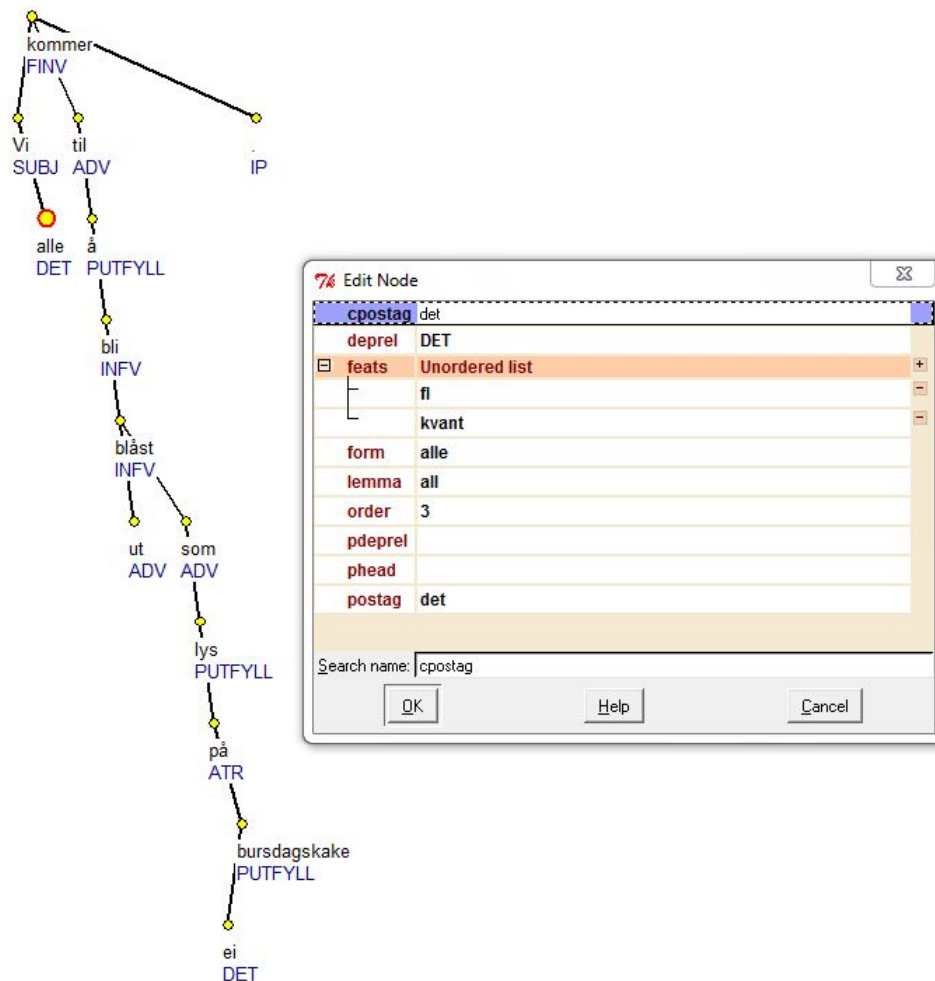 kommer
FINV
Vi
SUBJ
til
ADV
.
IP
alle
DET
å
PUTFYLL
bli
INFV
blåst
INFV
ut
ADV
som
ADV
lys
PUTFYLL
på
ATR
bursdagskake
PUTFYLL
ei
DET
Edit Node
cpostag det
deprel DET
feats Unordered list
fl
kvant
form alle
lemma all
order 3
pdeprel
phead
postag det
Search name: cpostag
OK Help Cancel